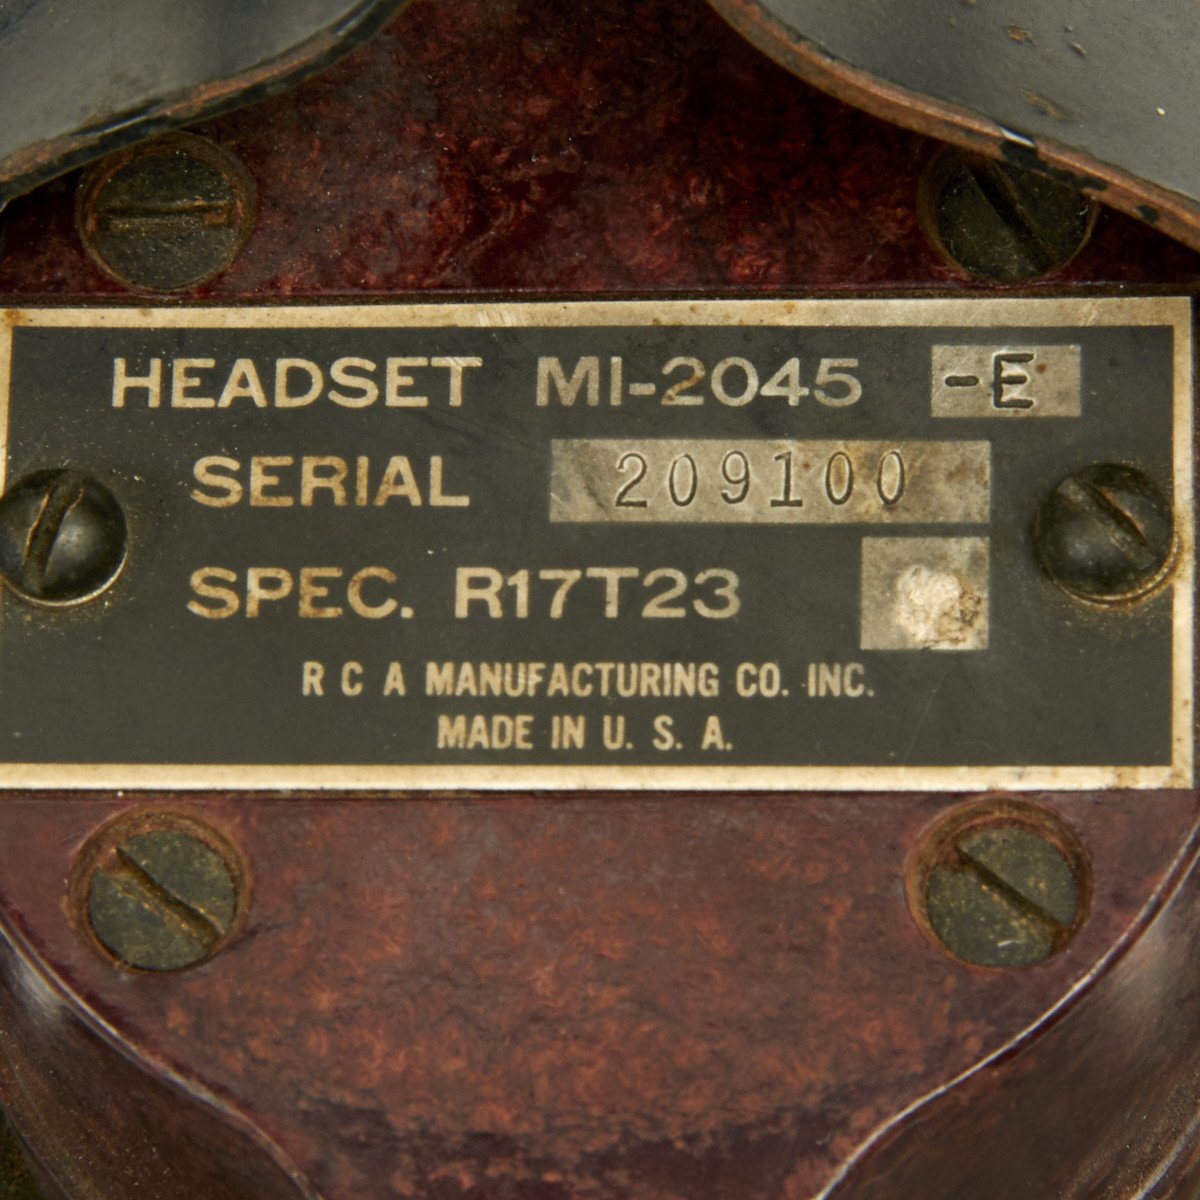 HEADSET MI-2045 -E
SERIAL 209100
SPEC. R17T23
R C A MANUFACTURING CO. INC.
MADE IN U. S. A.